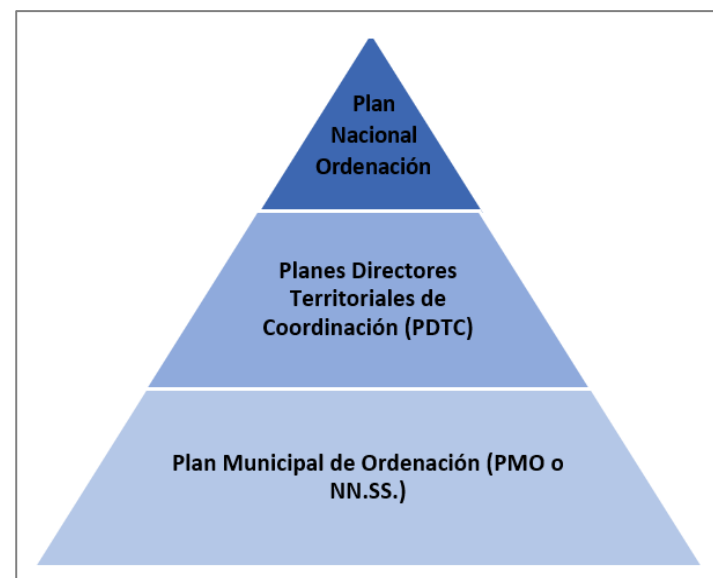 Plan
Nacional
Ordenación
Planes Directores
Territoriales de
Coordinación (PDTC)
Plan Municipal de Ordenación (PMO o
NN.SS.)